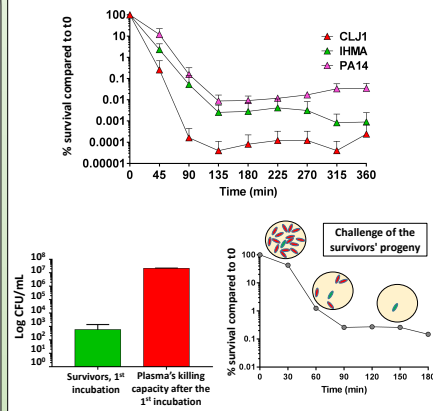 % survival compared to t0
100
10
1
0.1
0.01
0.001
0.0001
0.00001
0 45 90 135 180 225 270 315 360
Time (min)
CLJ1
IHMA
PA14
Log CFU/mL
10⁸
10⁷
10⁶
10⁵
10⁴
10³
10²
10¹
10⁰
Survivors, 1st
incubation
Plasma's killing
capacity after the
1st incubation
Challenge of the
survivors' progeny
% survival compared to t0
100
10
1
0.1
0.01
0 30 60 90 120 150 180
Time (min)